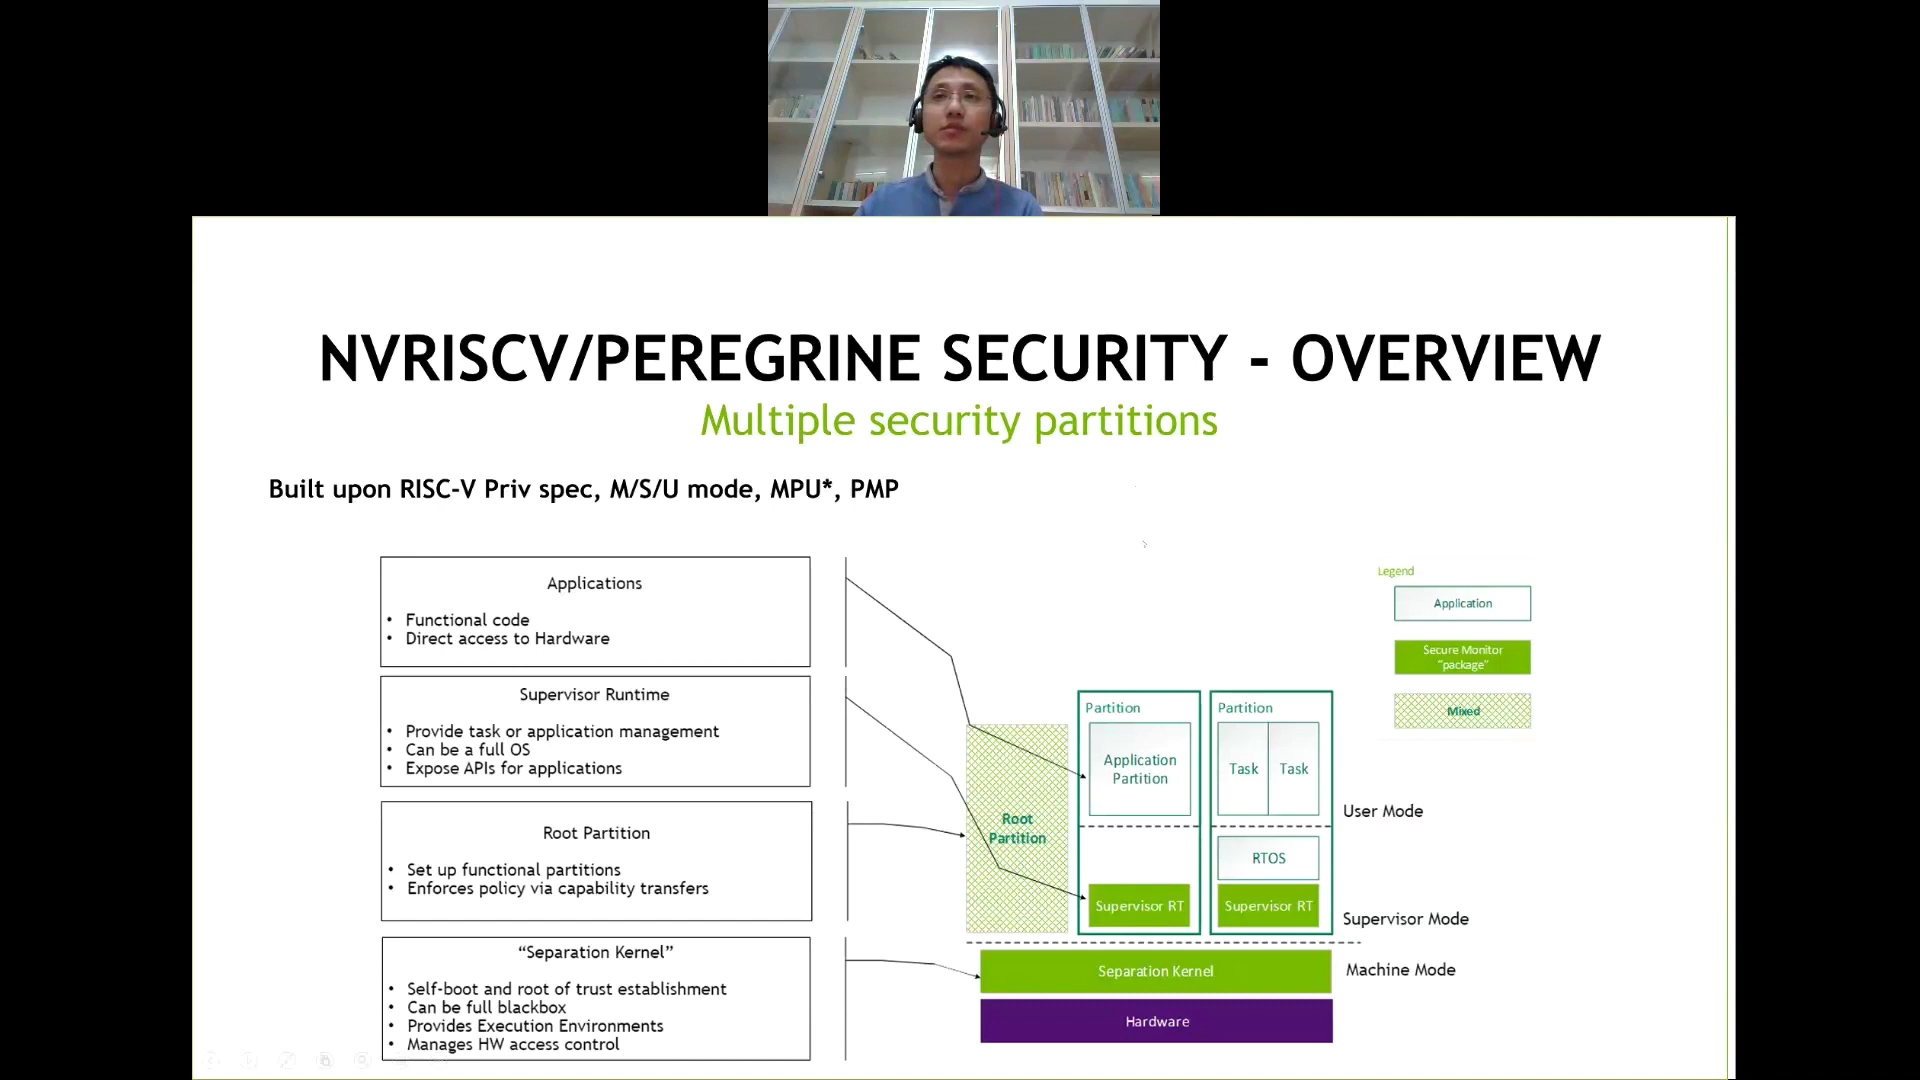 NVRISCV/PEREGRINE SECURITY - OVERVIEW
Multiple security partitions
Built upon RISC-V Priv spec, M/S/U mode, MPU*, PMP
Applications
• Functional code
• Direct access to Hardware
Supervisor Runtime
• Provide task or application management
• Can be a full OS
• Expose APIs for applications
Root Partition
• Set up functional partitions
• Enforces policy via capability transfers
“Separation Kernel”
• Self-boot and root of trust establishment
• Can be full blackbox
• Provides Execution Environments
• Manages HW access control
Root
Partition
Partition
Application
Partition
Supervisor RT
Partition
Task Task
RTOS
Supervisor RT
User Mode
Supervisor Mode
Separation Kernel
Machine Mode
Hardware
Legend
Application
Secure Monitor
“package”
Mixed